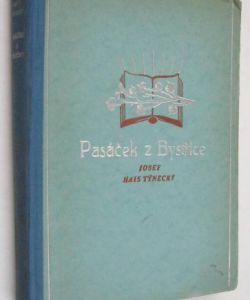 Pasáček z Bystřice
JOSEF
HAIS TÝNECKÝ